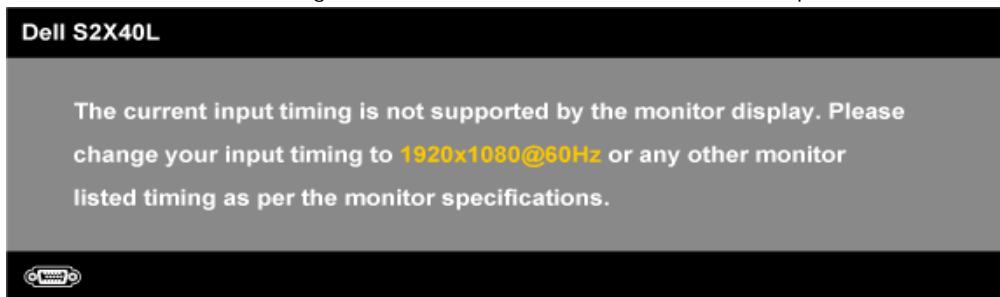 Dell S2X40L
The current input timing is not supported by the monitor display. Please
change your input timing to 1920x1080@60Hz or any other monitor
listed timing as per the monitor specifications.